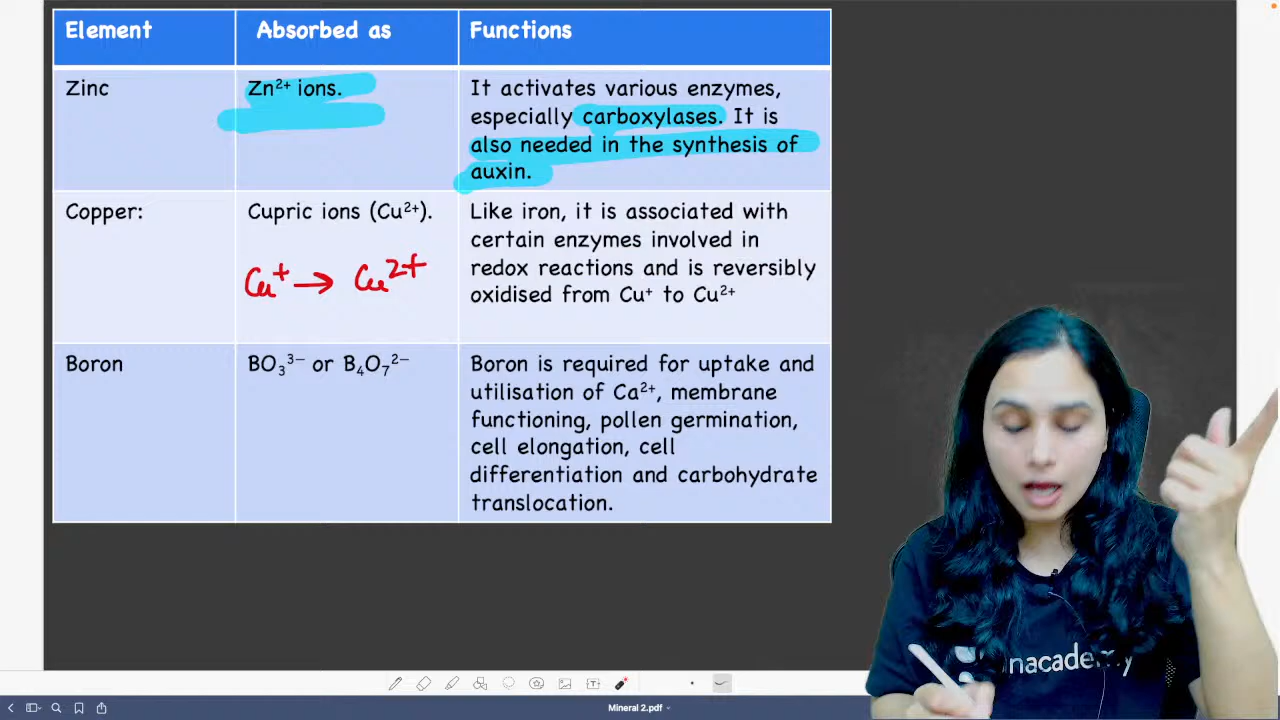 Element Absorbed as Functions
Zinc
Zn²⁺ ions.
It activates various enzymes,
especially carboxylases. It is
also needed in the synthesis of
auxin.
Copper:
Cupric ions (Cu²⁺).
Cu⁺ → Cu²⁺
Like iron, it is associated with
certain enzymes involved in
redox reactions and is reversibly
oxidised from Cu⁺ to Cu²⁺
Boron
BO₃³⁻ or B₄O₇²⁻
Boron is required for uptake and
utilisation of Ca²⁺, membrane
functioning, pollen germination,
cell elongation, cell
differentiation and carbohydrate
translocation.
nacademy
Mineral 2.pdf